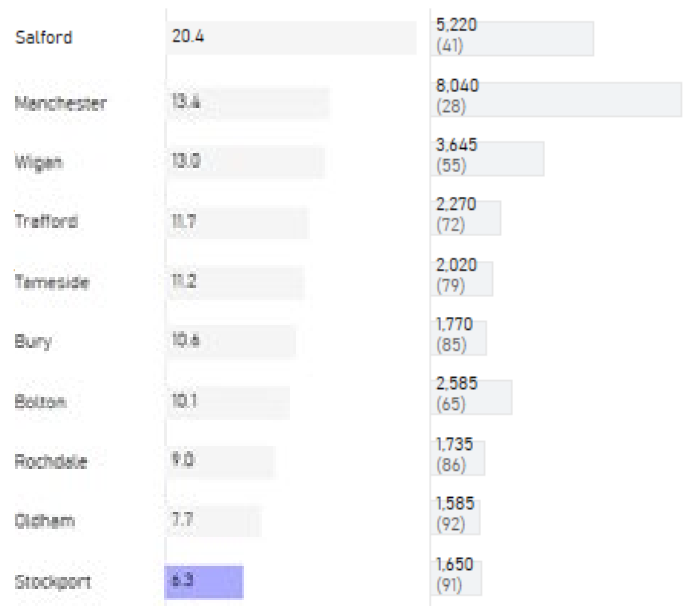 Salford 20.4 5,220
(41)
Manchester 13.4 8,040
(28)
Wigan 13.0 3,645
(55)
Trafford 11.7 2,270
(72)
Tameside 11.2 2,020
(79)
Bury 10.6 1,770
(85)
Bolton 10.1 2,585
(65)
Rochdale 9.0 1,735
(86)
Oldham 7.7 1,585
(92)
Stockport 6.3 1,650
(91)